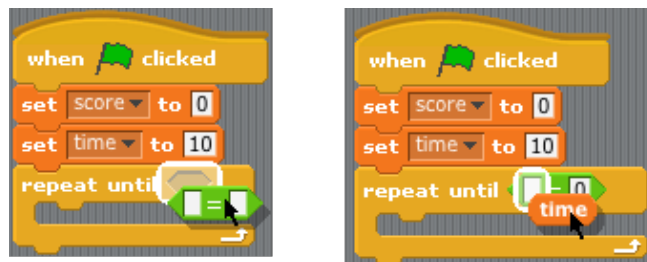 when clicked
set score to 0
set time to 10
repeat until
=
when clicked
set score to 0
set time to 10
repeat until = 0
time